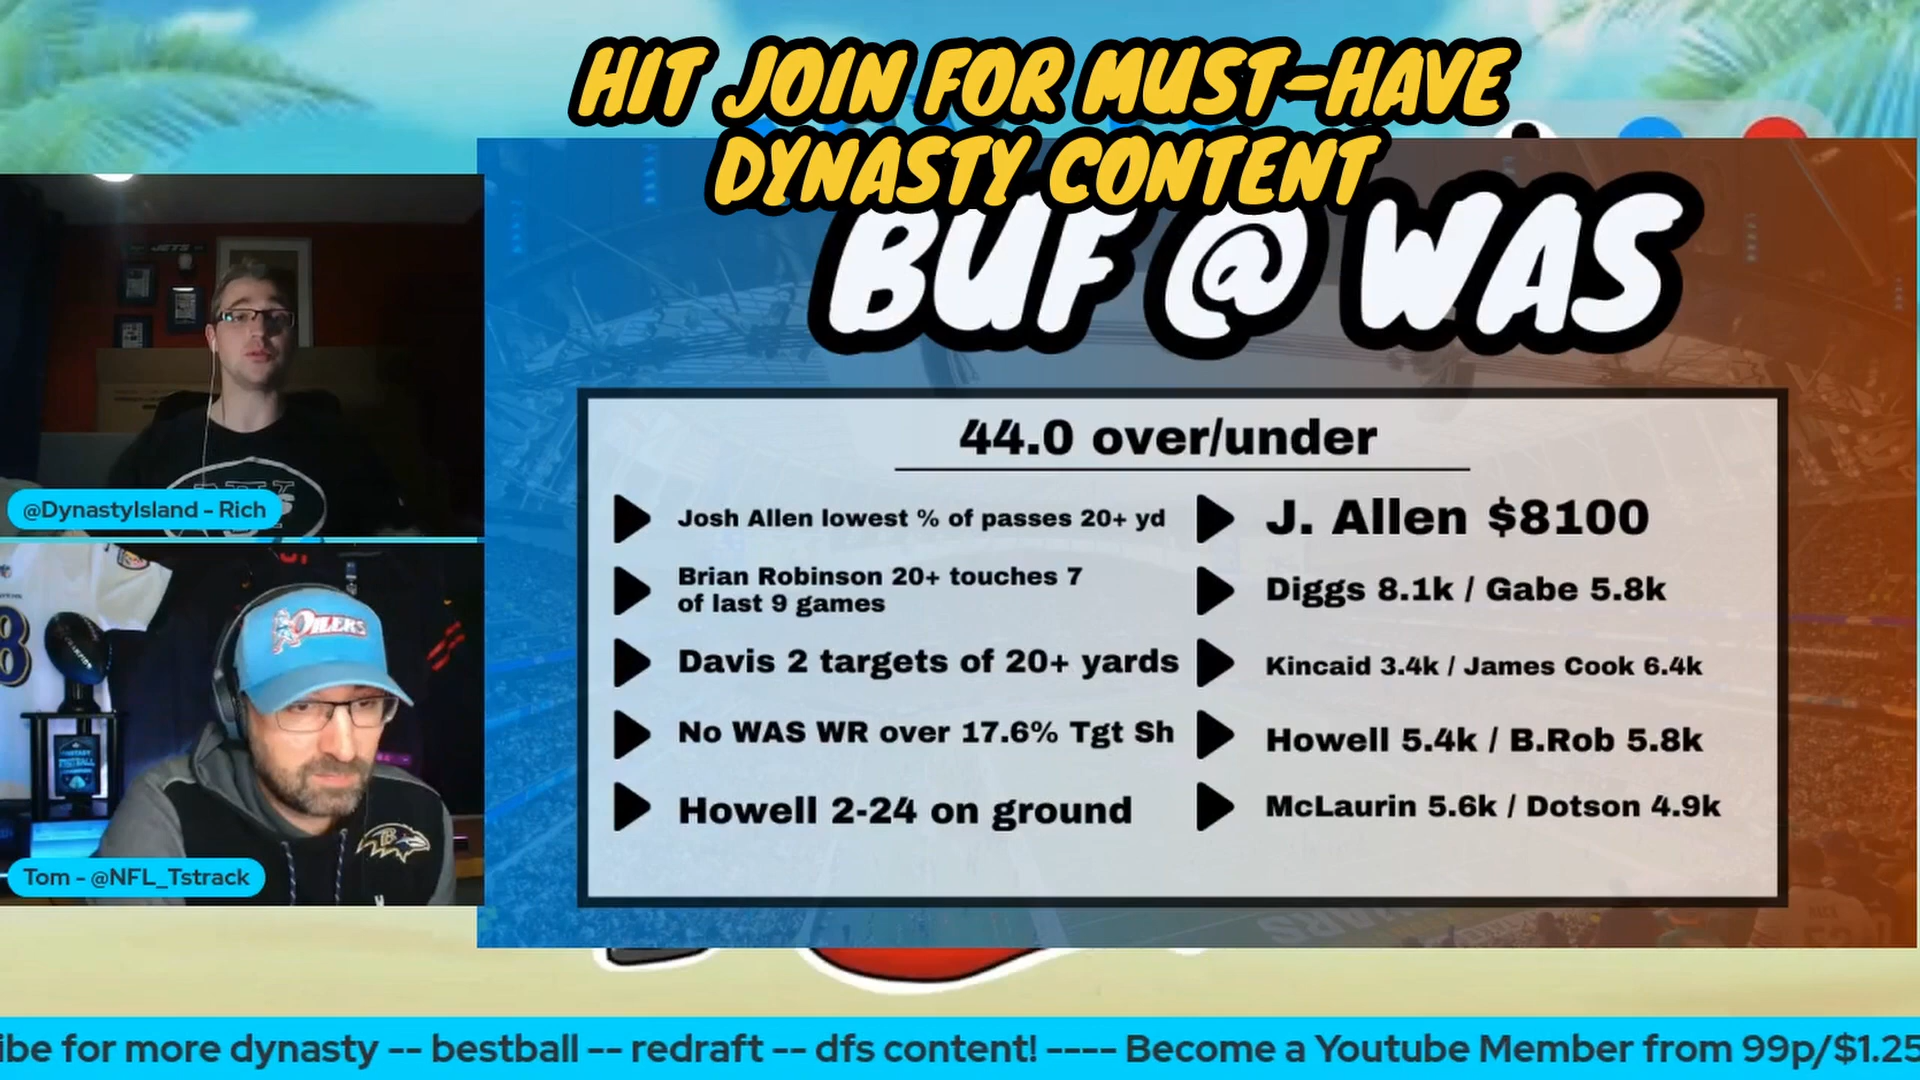 HIT JOIN FOR MUST-HAVE
DYNASTY CONTENT
BUF @ WAS
44.0 over/under
Josh Allen lowest % of passes 20+ yd
Brian Robinson 20+ touches 7
of last 9 games
Davis 2 targets of 20+ yards
No WAS WR over 17.6% Tgt Sh
Howell 2-24 on ground
J. Allen $8100
Diggs 8.1k / Gabe 5.8k
Kincaid 3.4k / James Cook 6.4k
Howell 5.4k / B.Rob 5.8k
McLaurin 5.6k / Dotson 4.9k
JETS
@DynastyIsland - Rich
OILERS
8
Tom - @NFL_Tstrack
ibe for more dynasty -- bestball -- redraft -- dfs content! ---- Become a Youtube Member from 99p/$1.25